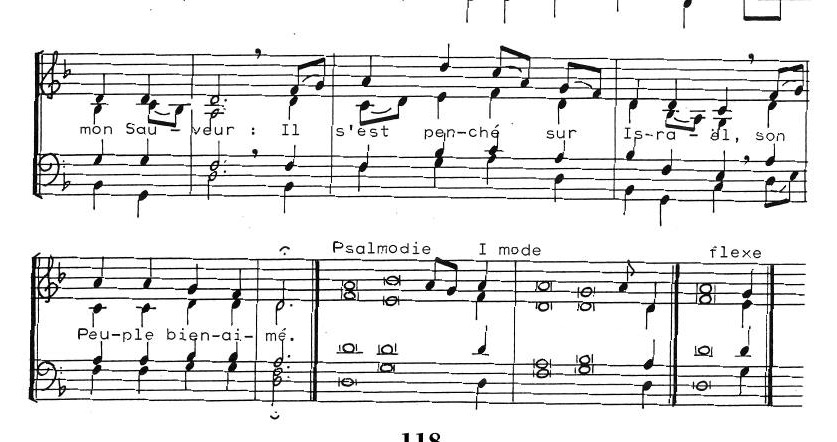 mon Sau - veur : Il s'est pen-ché sur Is-ra - ël, son
Psalmodie I mode flexe
Peu-ple bien-ai- mé.
118